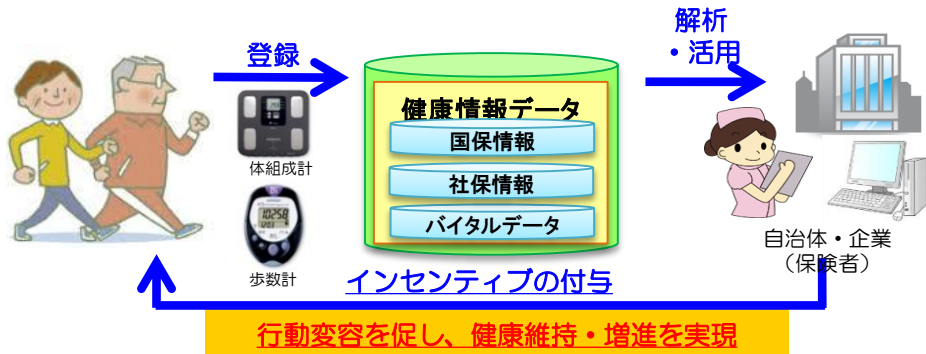 登録
解析
・活用
体組成計
10258
歩数計
健康情報データ
国保情報
社保情報
バイタルデータ
自治体・企業
（保険者）
インセンティブの付与
行動変容を促し、健康維持・増進を実現